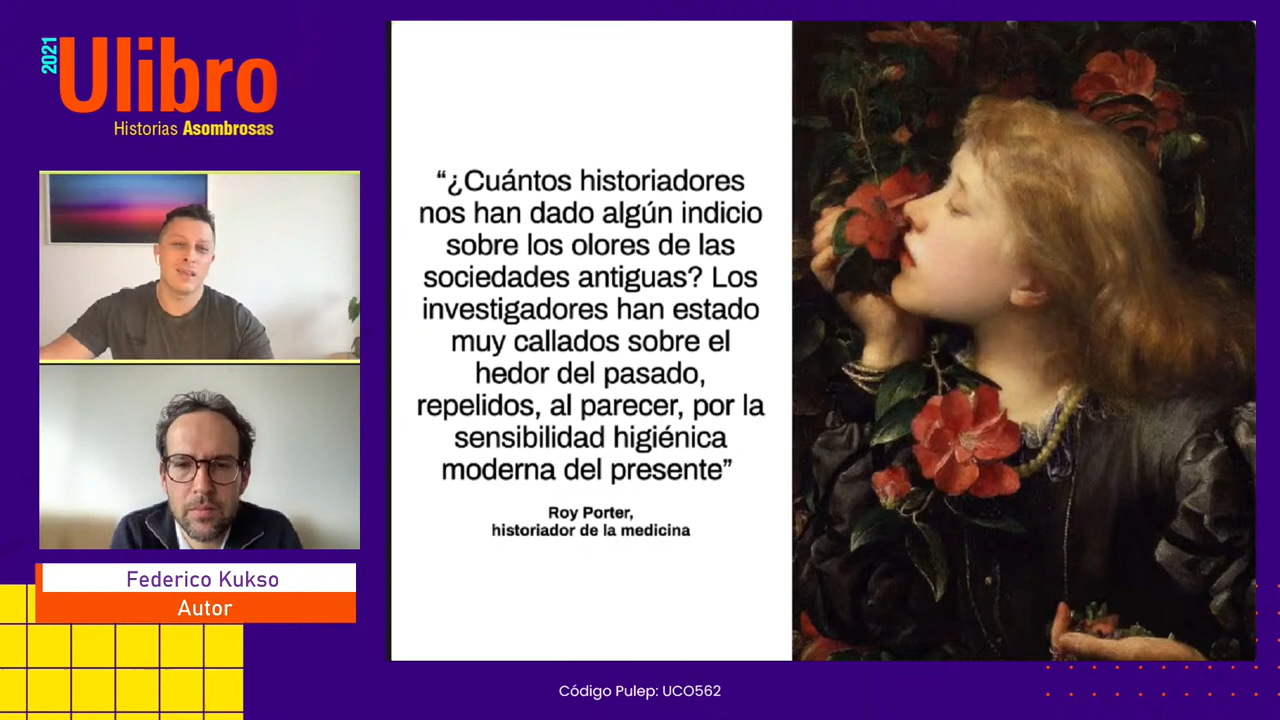 2021
Ulibro
Historias Asombrosas
“¿Cuántos historiadores
nos han dado algún indicio
sobre los olores de las
sociedades antiguas? Los
investigadores han estado
muy callados sobre el
hedor del pasado,
repelidos, al parecer, por la
sensibilidad higiénica
moderna del presente”
Roy Porter,
historiador de la medicina
Federico Kukso
Autor
Código Pulep: UCO562